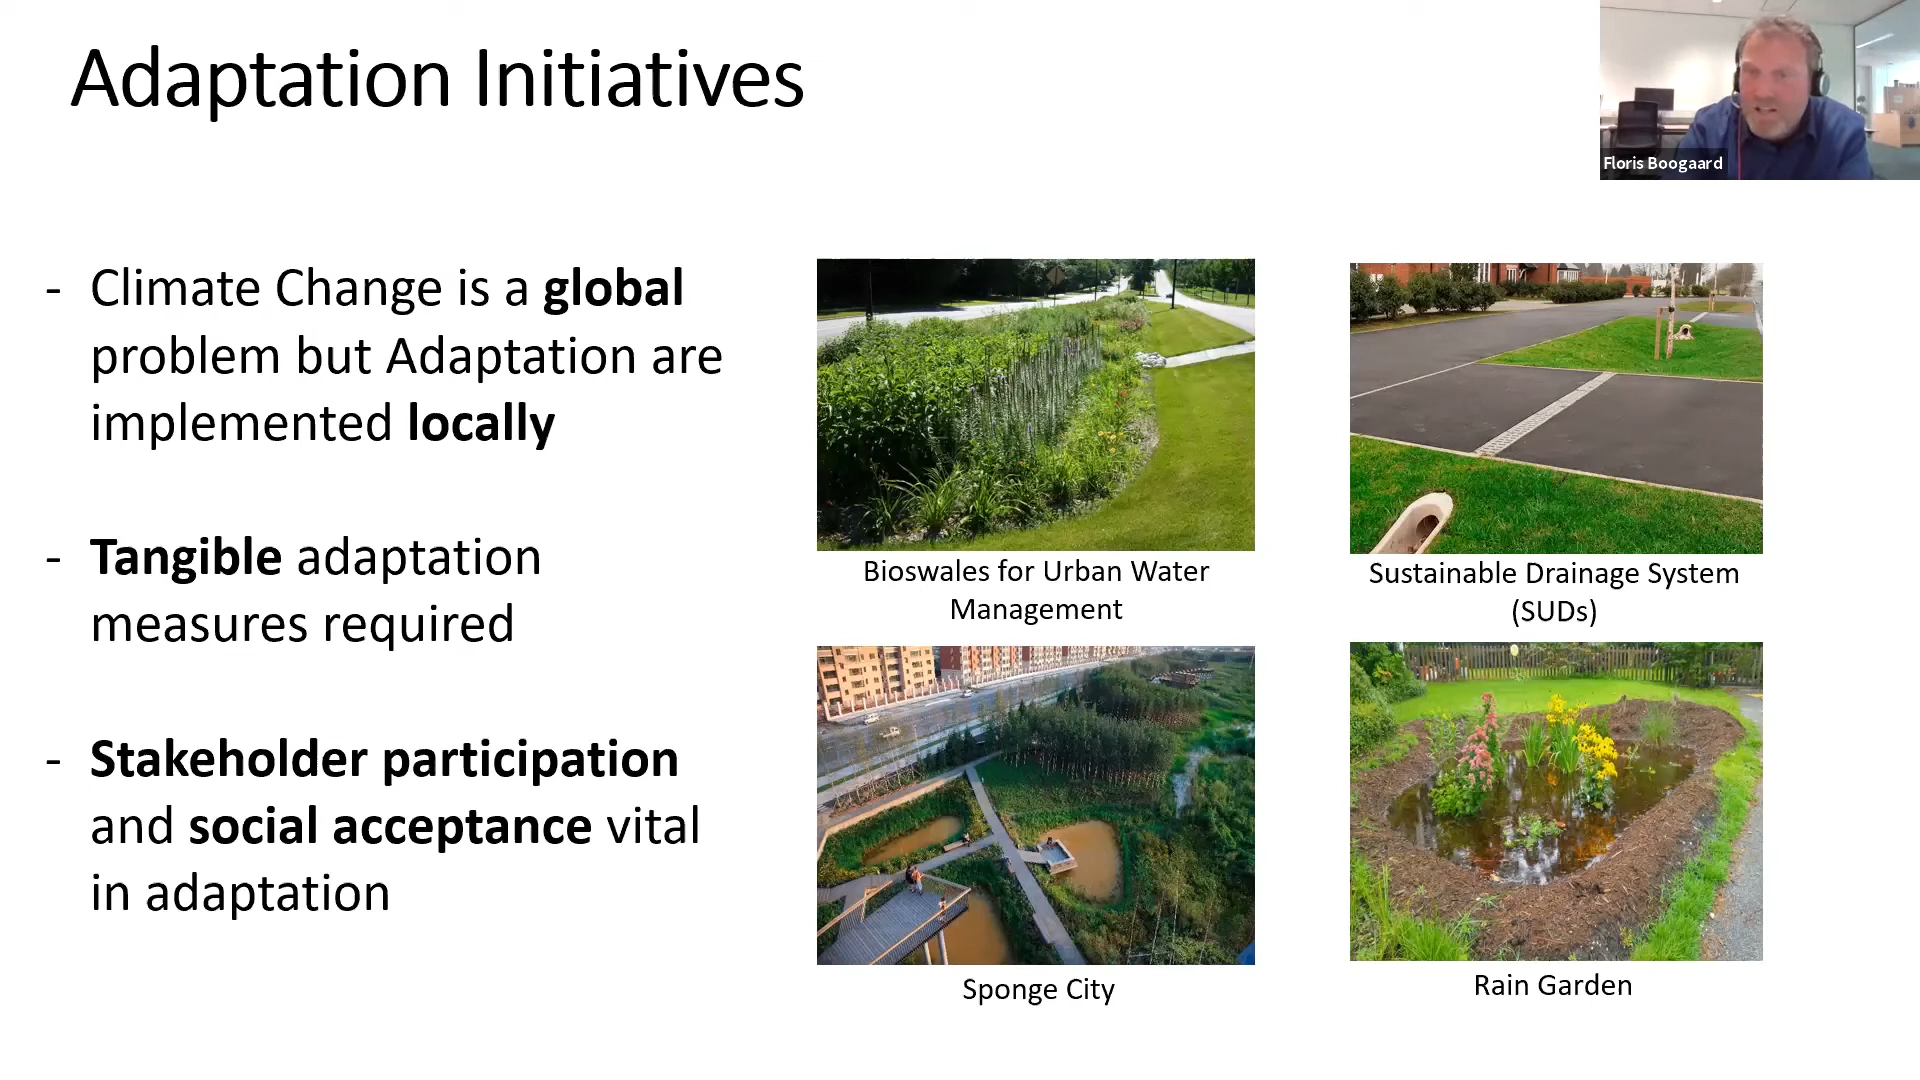 Adaptation Initiatives
Floris Boogaard
- Climate Change is a global
problem but Adaptation are
implemented locally
- Tangible adaptation
measures required
- Stakeholder participation
and social acceptance vital
in adaptation
Bioswales for Urban Water
Management
Sustainable Drainage System
(SUDs)
Sponge City
Rain Garden